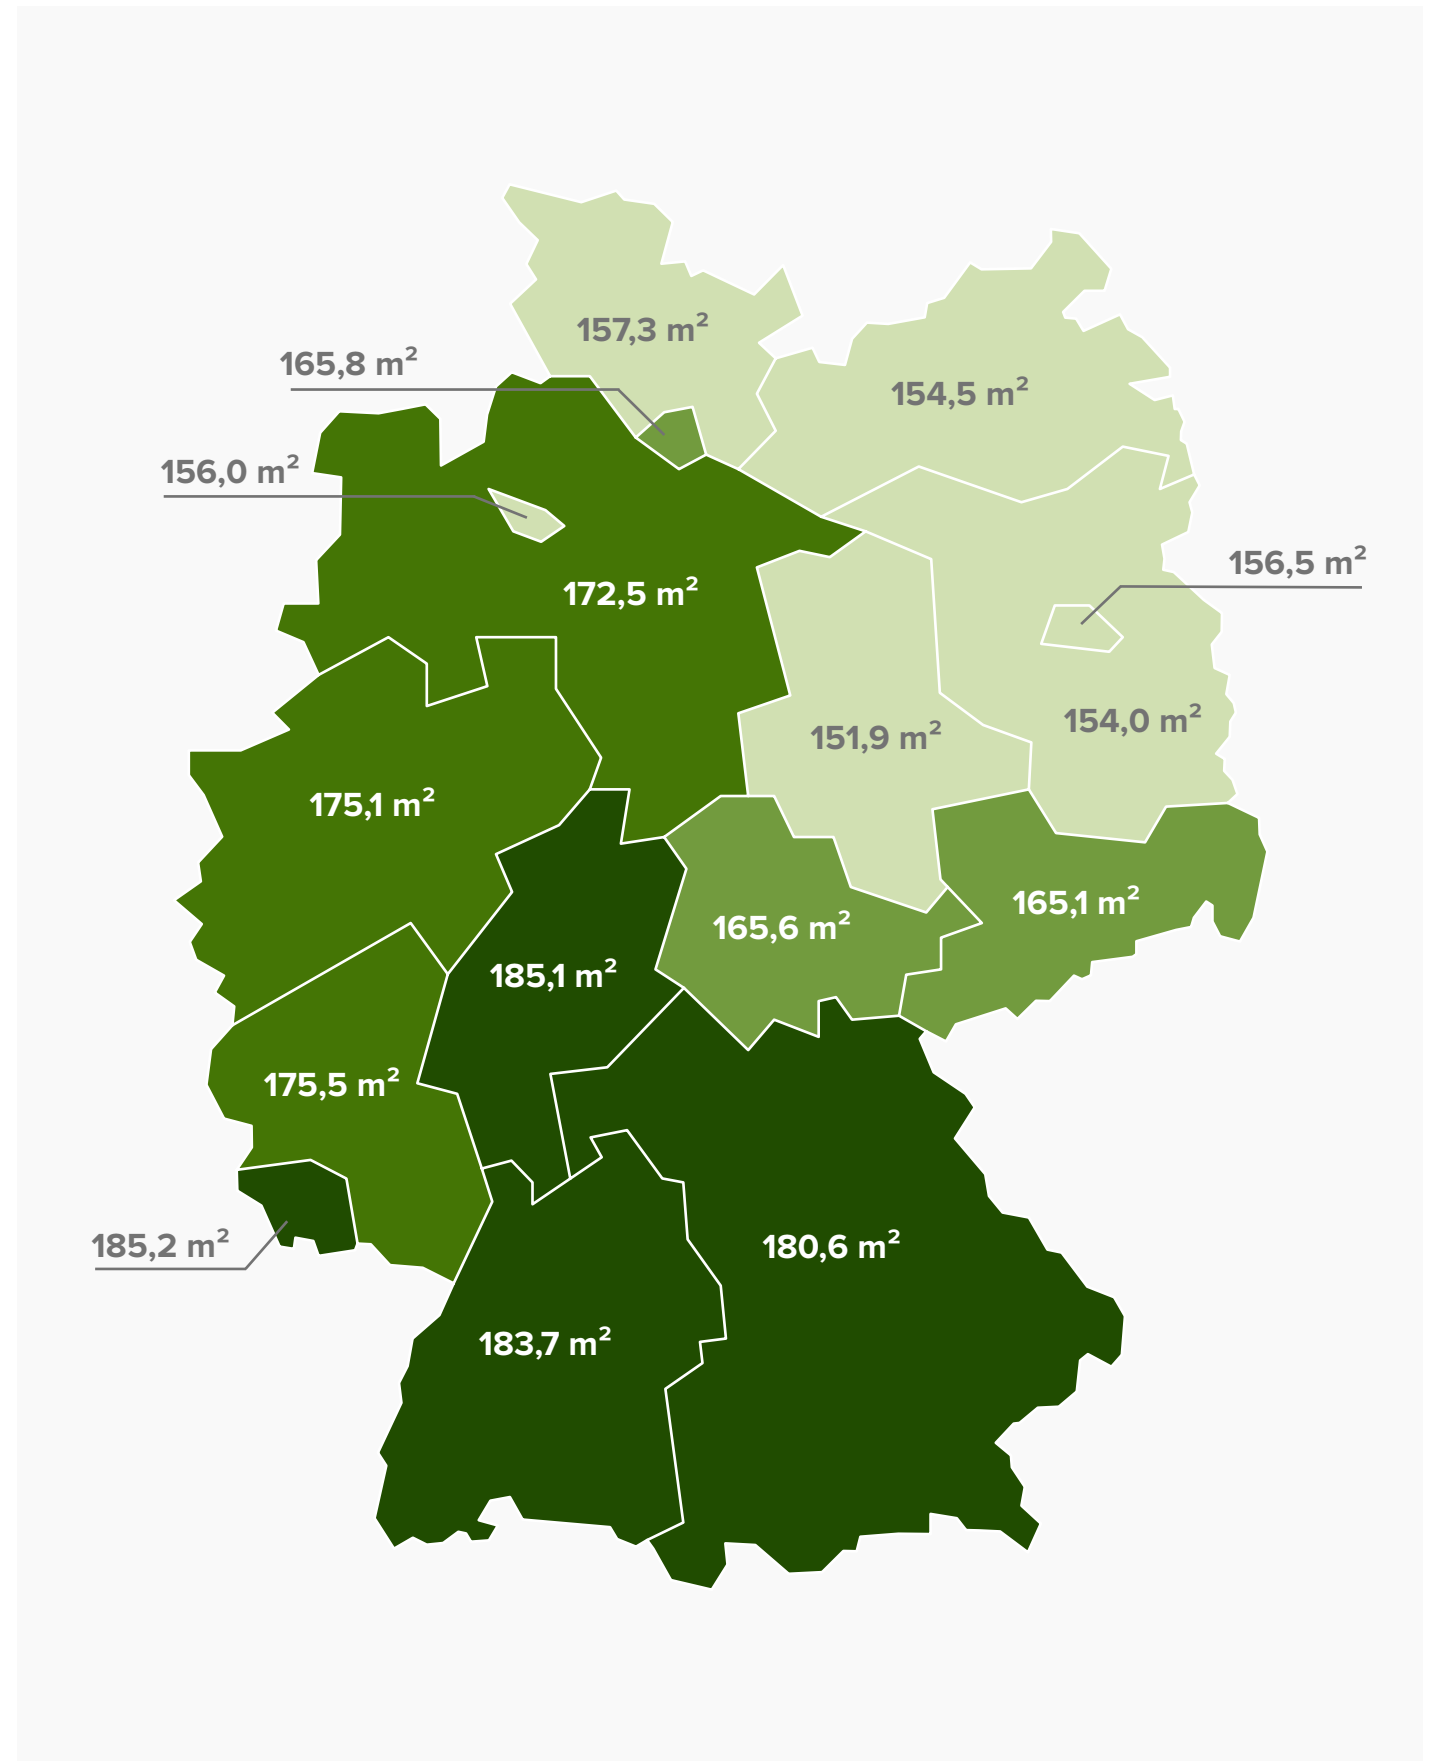 157,3 m²
165,8 m²
154,5 m²
156,0 m²
156,5 m²
172,5 m²
154,0 m²
151,9 m²
175,1 m²
165,1 m²
165,6 m²
185,1 m²
175,5 m²
185,2 m²
180,6 m²
183,7 m²